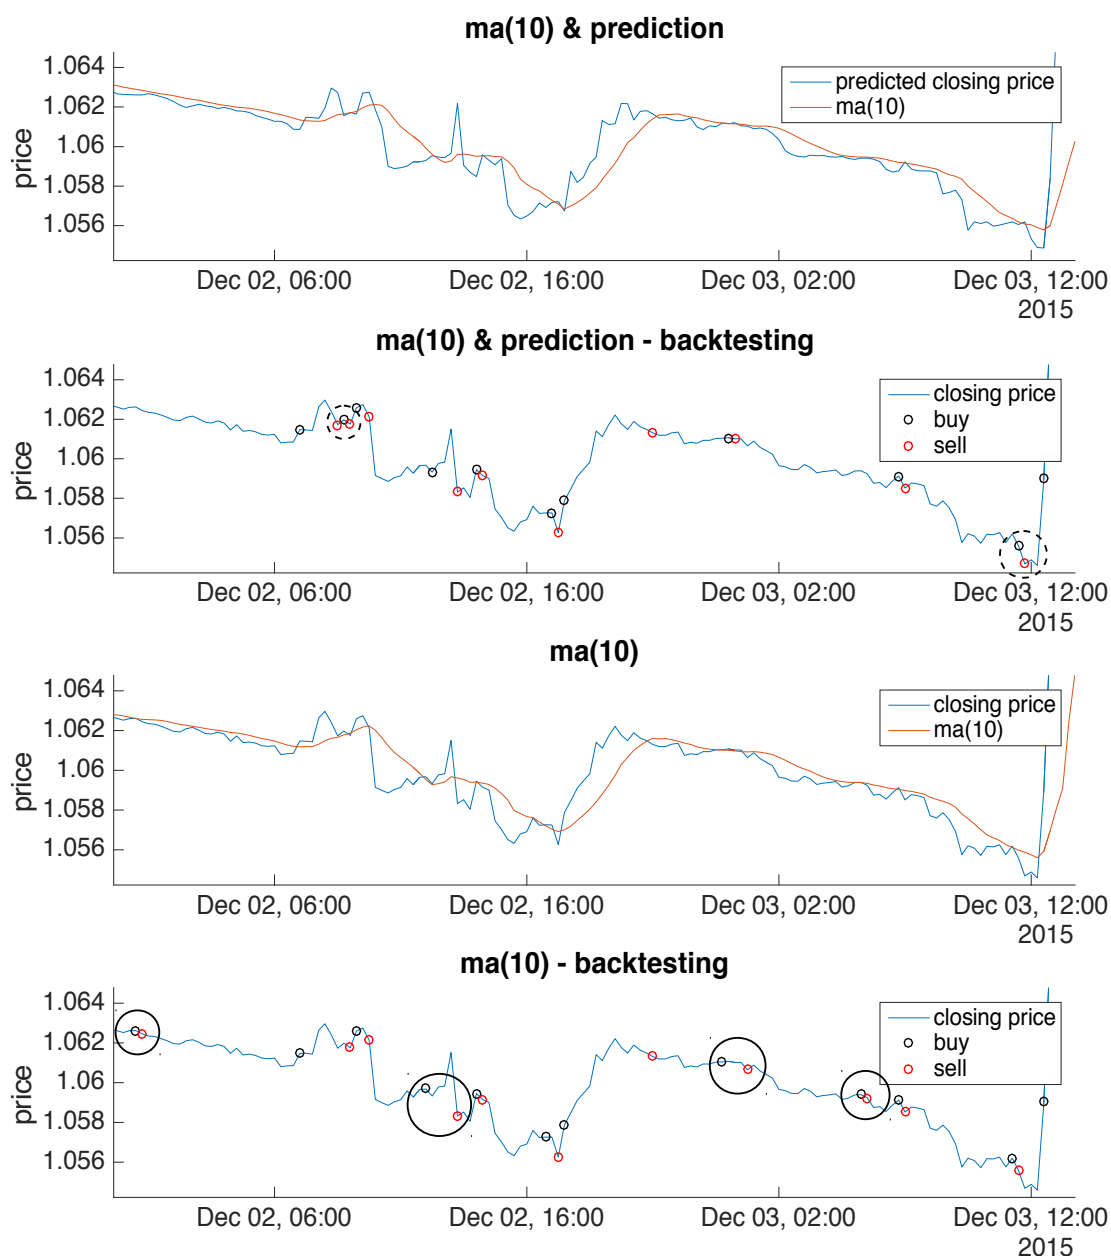 ma(10) & prediction
1.064
1.062
1.06
1.058
1.056
price
predicted closing price
ma(10)
Dec 02, 06:00
Dec 02, 16:00
Dec 03, 02:00
Dec 03, 12:00
2015
ma(10) & prediction - backtesting
1.064
1.062
1.06
1.058
1.056
price
closing price
buy
sell
Dec 02, 06:00
Dec 02, 16:00
Dec 03, 02:00
Dec 03, 12:00
2015
ma(10)
1.064
1.062
1.06
1.058
1.056
price
closing price
ma(10)
Dec 02, 06:00
Dec 02, 16:00
Dec 03, 02:00
Dec 03, 12:00
2015
ma(10) - backtesting
1.064
1.062
1.06
1.058
1.056
price
closing price
buy
sell
Dec 02, 06:00
Dec 02, 16:00
Dec 03, 02:00
Dec 03, 12:00
2015